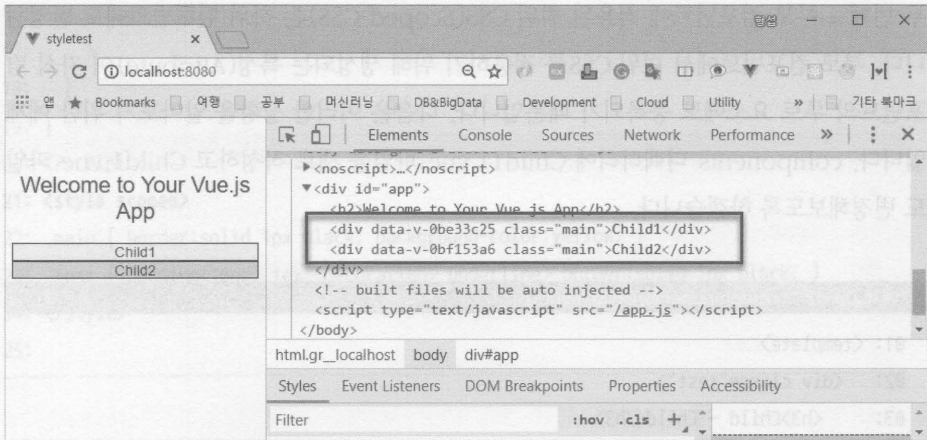 형섭
styletest
localhost:8080
앱 Bookmarks 여행 공부 머신러닝 DB&BigData Development Cloud Utility » 기타 북마크
Elements Console Sources Network Performance »
Welcome to Your Vue.js
App
Child1
Child2
▶<noscript>…</noscript>
▼<div id="app">
<h2>Welcome to Your Vue.js App</h2>
<div data-v-0be33c25 class="main">Child1</div>
<div data-v-0bf153a6 class="main">Child2</div>
</div>
<!-- built files will be auto injected -->
<script type="text/javascript" src="/app.js"></script>
</body>
html.gr__localhost body div#app
Styles Event Listeners DOM Breakpoints Properties Accessibility
Filter :hov .cls +